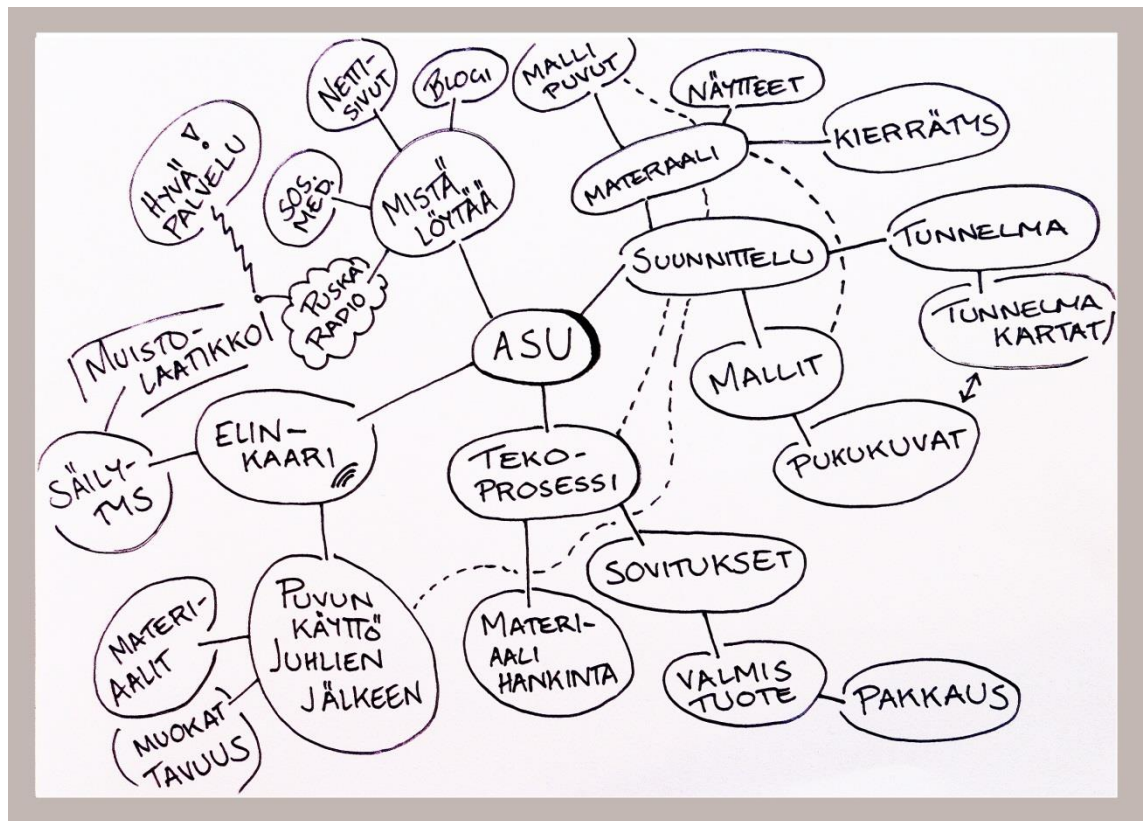 ASU
MISTÄ
LÖYTÄÄ
NETTI-
SIVUT
BLOGI
SOS.
MED.
PUSKA
RADIO
HYVÄ!
PALVELU
SUUNNITTELU
MATERAALI
MALLI
PUVUT
NÄYTTEET
KIERRÄTYS
TUNNELMA
TUNNELMA
KARTAT
MALLIT
PUKUKUVAT
TEKO-
PROSESSI
MATERI-
AALI
HANKINTA
SOVITUKSET
VALMIS
TUOTE
PAKKAUS
ELIN-
KAARI
SÄILY-
TYS
MUISTO-
LAATIKKO
PUVUN
KÄYTTÖ
JUHLIEN
JÄLKEEN
MATERI-
AALIT
(MUOKAT
TAVUUS)